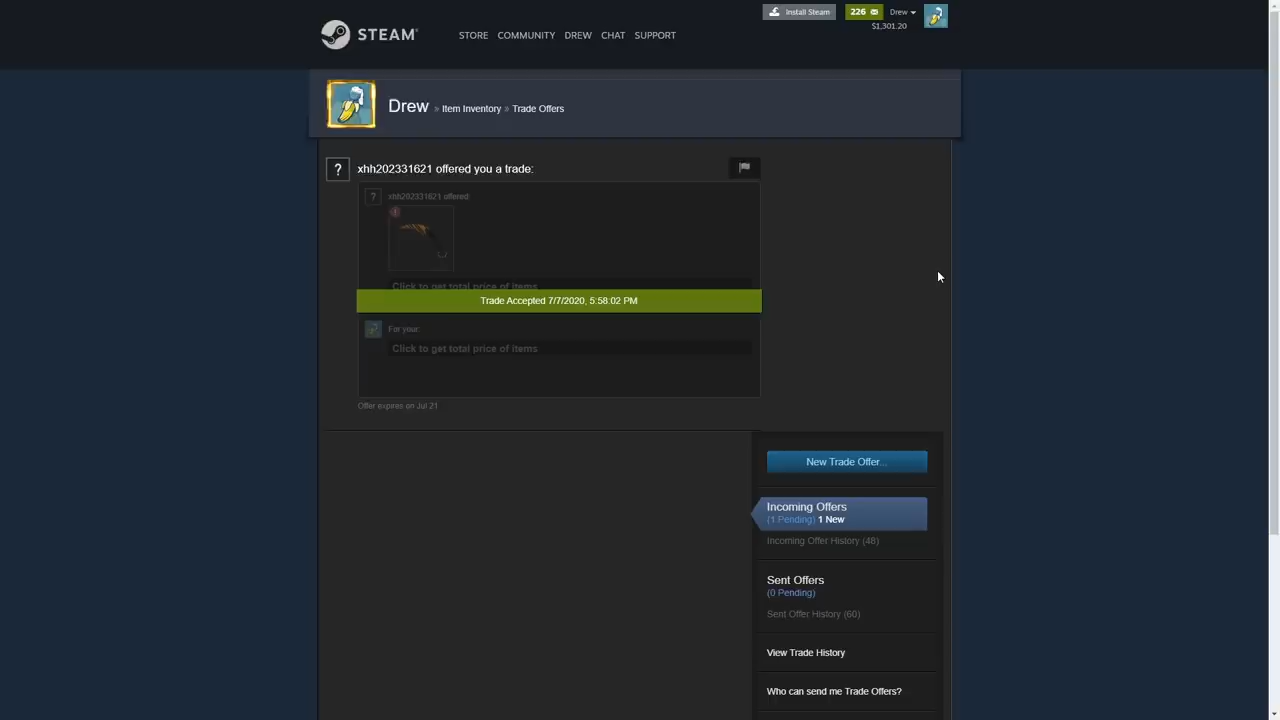 Install Steam
226
Drew
$1,301.20
STEAM
STORE COMMUNITY DREW CHAT SUPPORT
Drew » Item Inventory » Trade Offers
? xhh202331621 offered you a trade:
? xhh202331621 offered:
Click to get total price of items
Trade Accepted 7/7/2020, 5:58:02 PM
For your:
Click to get total price of items
Offer expires on Jul 21
New Trade Offer...
Incoming Offers
(1 Pending) 1 New
Incoming Offer History (48)
Sent Offers
(0 Pending)
Sent Offer History (60)
View Trade History
Who can send me Trade Offers?